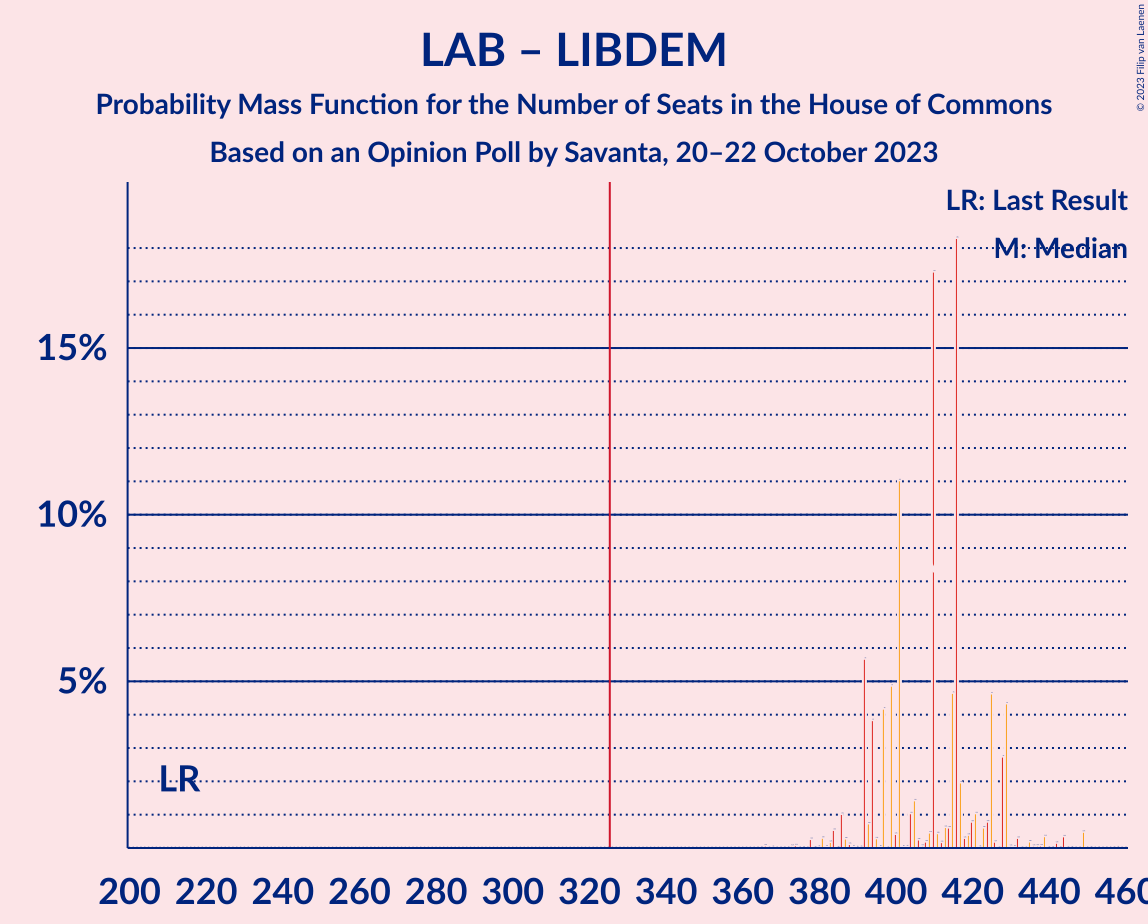 LAB – LIBDEM
Probability Mass Function for the Number of Seats in the House of Commons
Based on an Opinion Poll by Savanta, 20–22 October 2023
© 2023 Filip van Laenen
LR: Last Result
M: Median
15%
10%
5%
LR
200 220 240 260 280 300 320 340 360 380 400 420 440 460